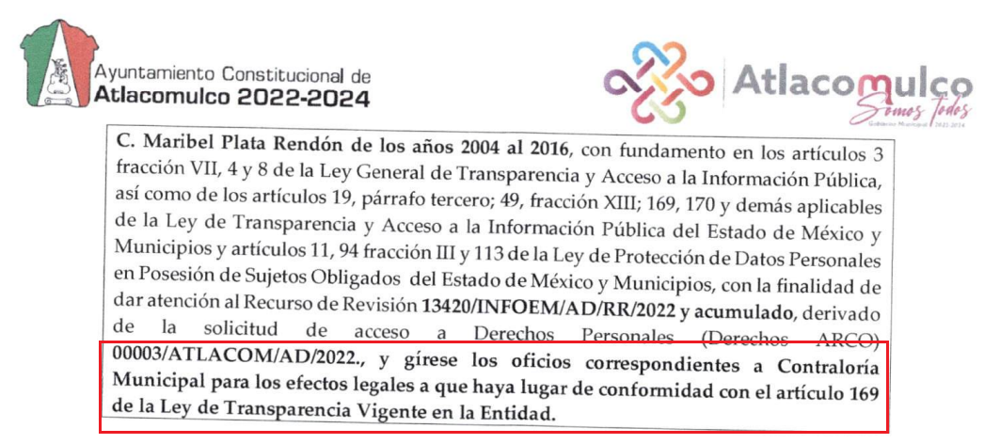 Ayuntamiento Constitucional de
Atlacomulco 2022-2024
Atlacomulco
Somos Todos
Gobierno Municipal | 2022-2024
C. Maribel Plata Rendón de los años 2004 al 2016, con fundamento en los artículos 3
fracción VII, 4 y 8 de la Ley General de Transparencia y Acceso a la Información Pública,
así como de los artículos 19, párrafo tercero; 49, fracción XIII; 169, 170 y demás aplicables
de la Ley de Transparencia y Acceso a la Información Pública del Estado de México y
Municipios y artículos 11, 94 fracción III y 113 de la Ley de Protección de Datos Personales
en Posesión de Sujetos Obligados del Estado de México y Municipios, con la finalidad de
dar atención al Recurso de Revisión 13420/INFOEM/AD/RR/2022 y acumulado, derivado
de la solicitud de acceso a Derechos Personales (Derechos ARCO)
00003/ATLACOM/AD/2022., y gírese los oficios correspondientes a Contraloría
Municipal para los efectos legales a que haya lugar de conformidad con el artículo 169
de la Ley de Transparencia Vigente en la Entidad.